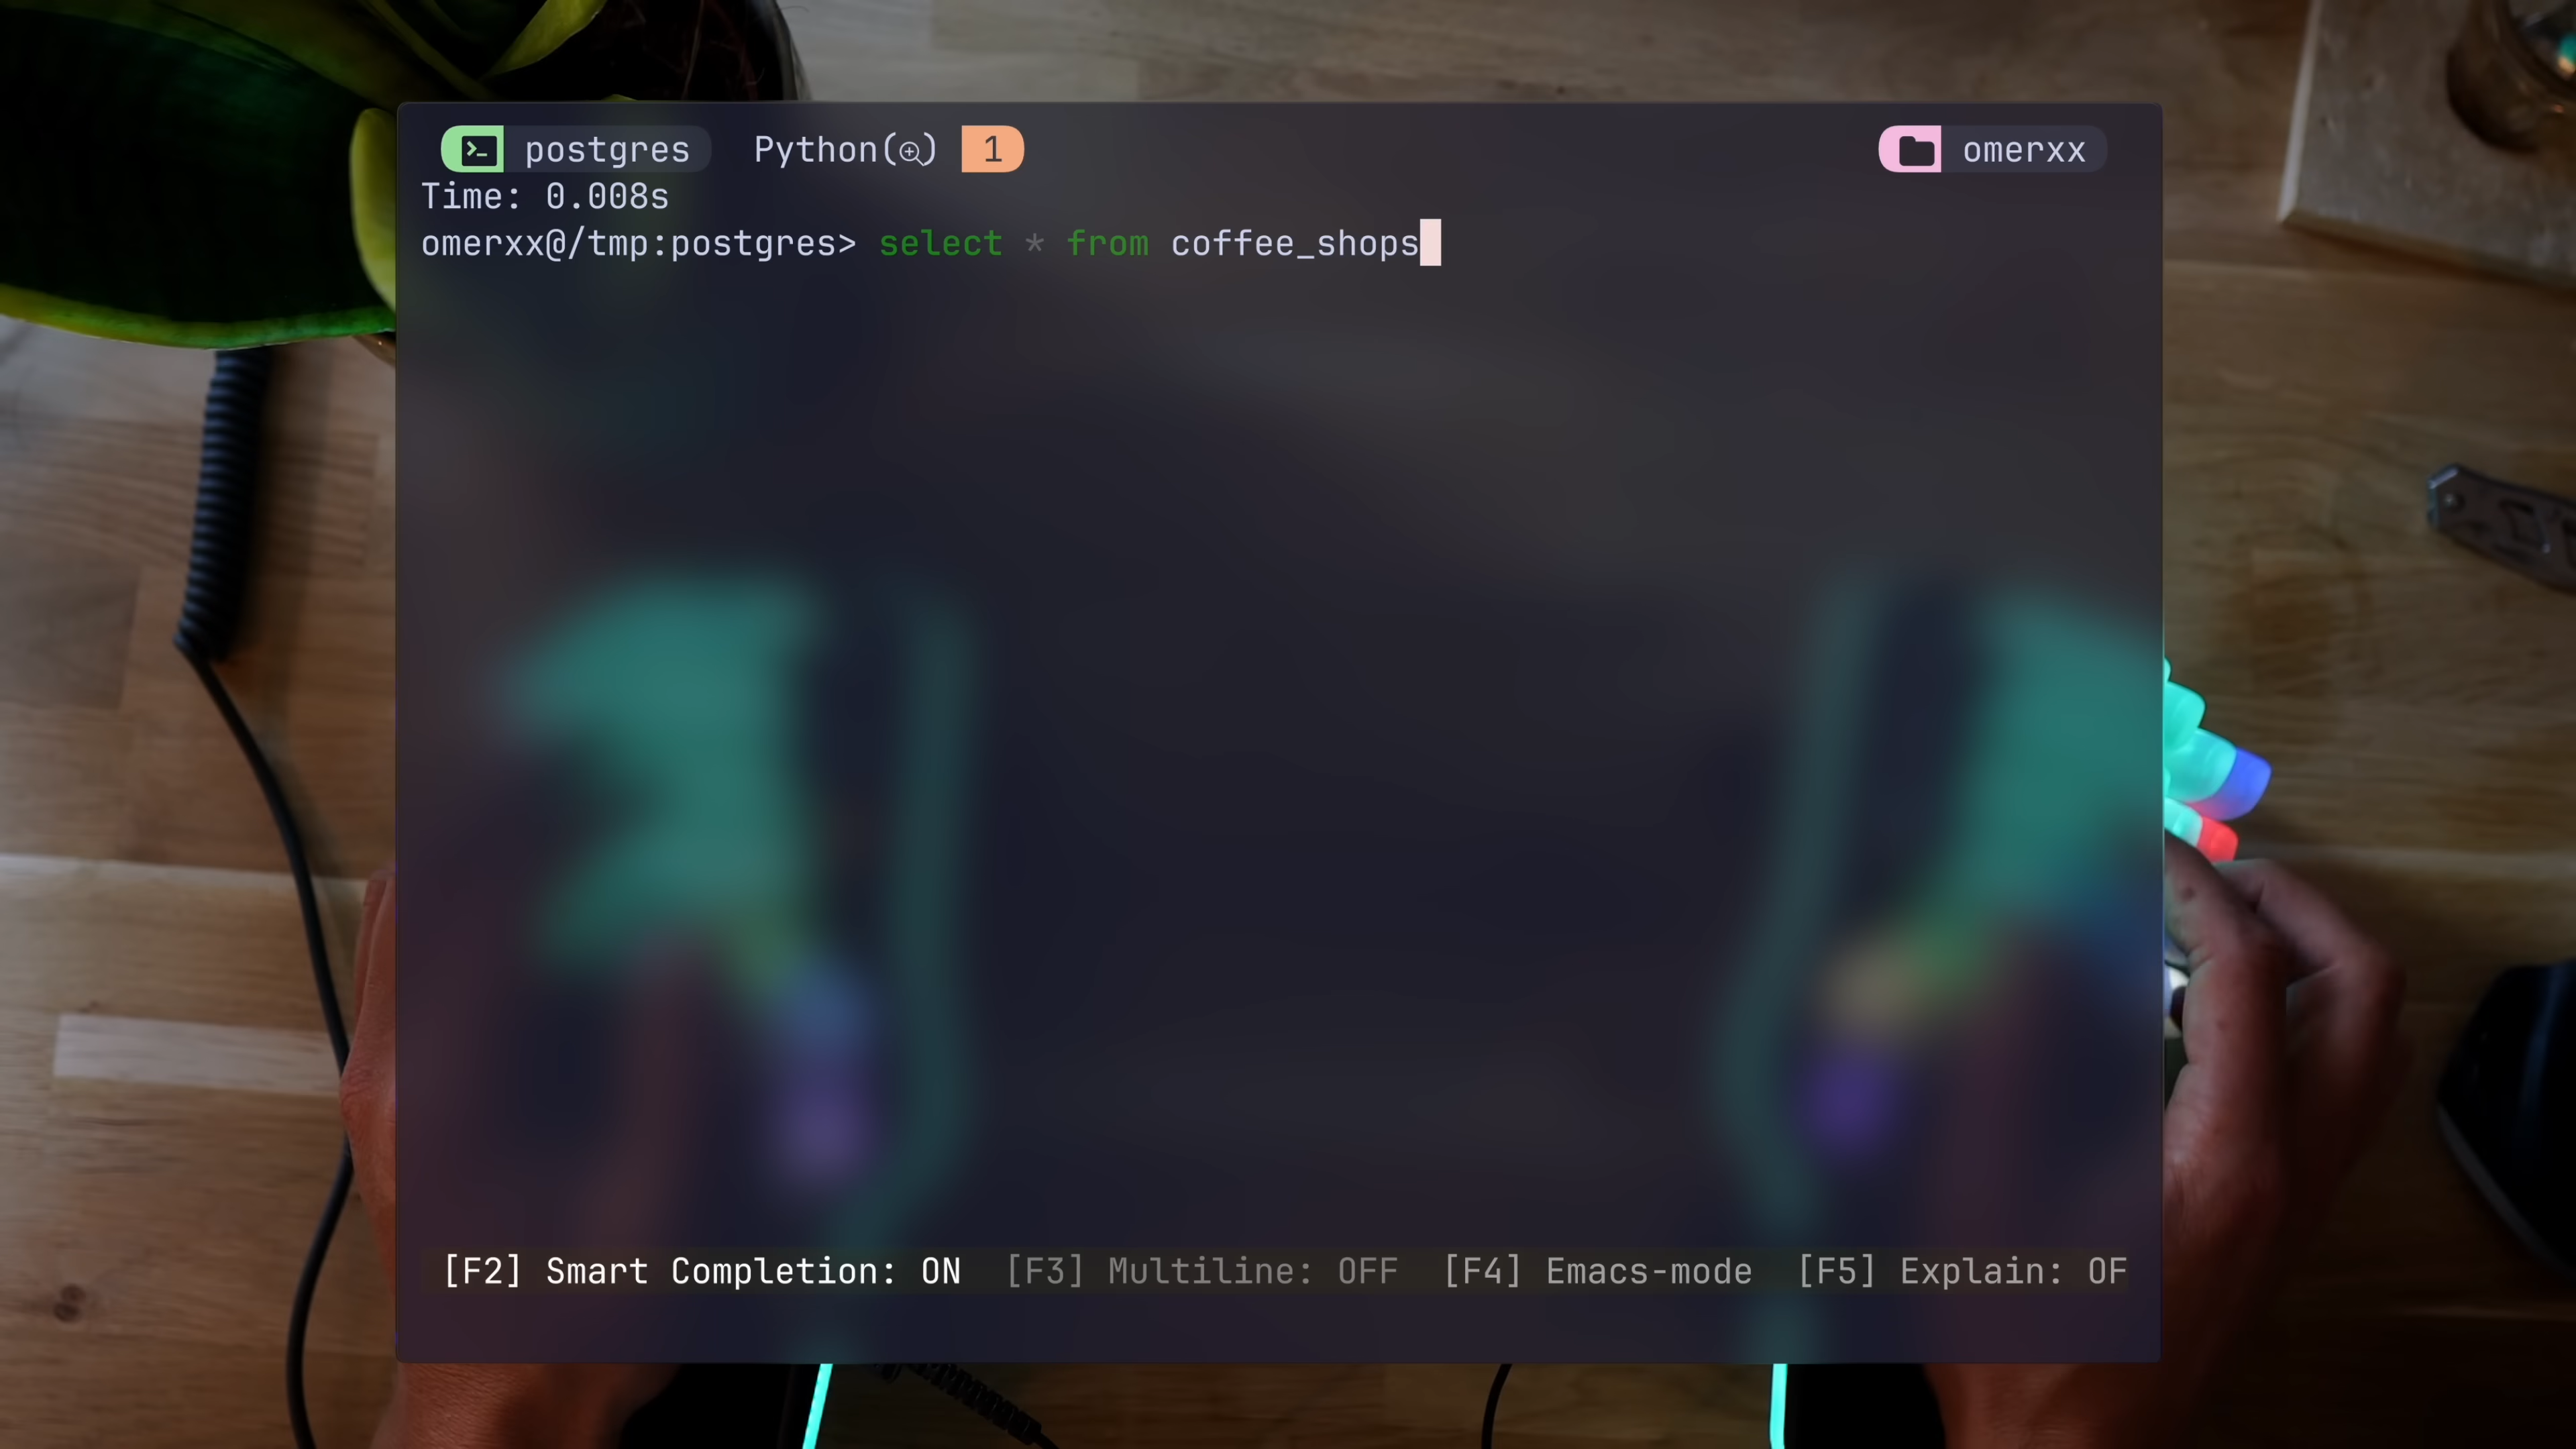 postgres Python() 1 omerxx
Time: 0.008s
omerxx@/tmp:postgres> select * from coffee_shops
[F2] Smart Completion: ON [F3] Multiline: OFF [F4] Emacs-mode [F5] Explain: OF